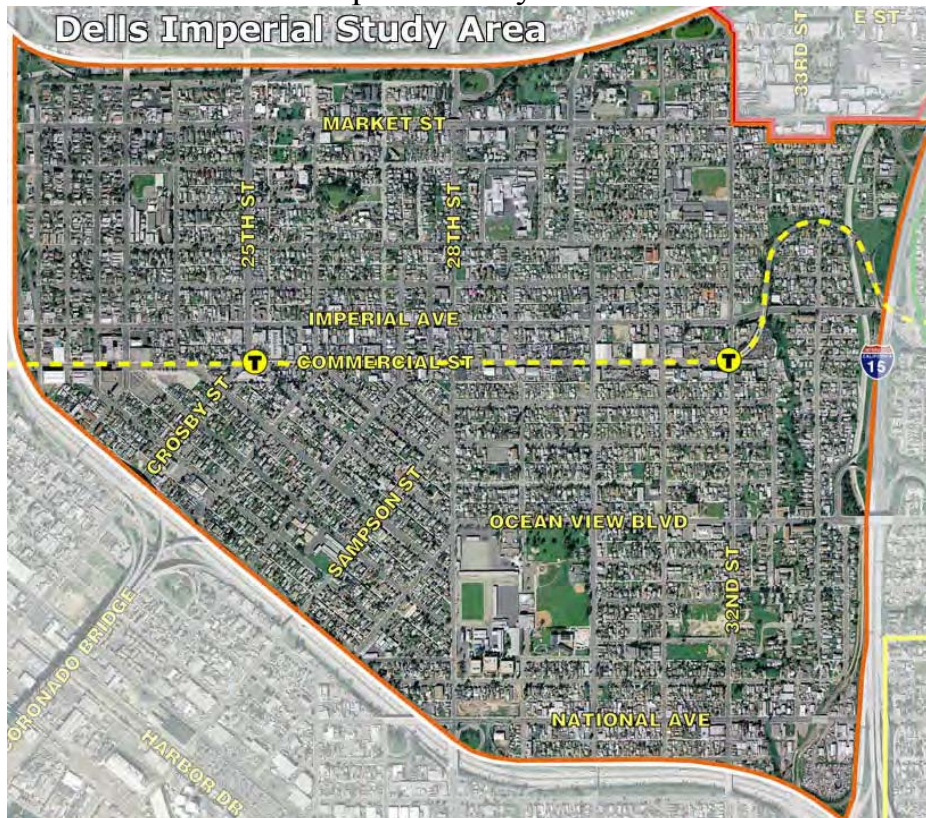 Dells Imperial Study Area
E ST
33RD ST
MARKET ST
25TH ST
28TH ST
IMPERIAL AVE
T
COMMERCIAL ST
T
CALIFORNIA
15
CROSBY ST
SAMPSON ST
OCEAN VIEW BLVD
32ND ST
CORONADO BRIDGE
HARBOR DR
NATIONAL AVE